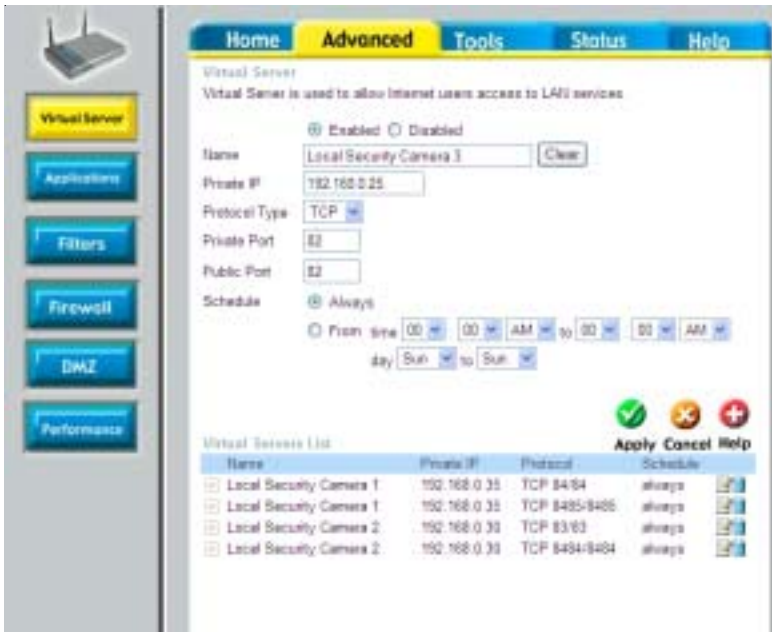 Home Advanced Tools Status Help
Virtual Server
Virtual Server is used to allow Internet users access to LAN services
Enabled Disabled
Name Local Security Camera 3 Clear
Private IP 192.168.0.25
Protocol Type TCP
Private Port 82
Public Port 82
Schedule Always
From time 00 00 AM to 00 00 AM
day Sun to Sun
Apply Cancel Help
Virtual Servers List
Name Private IP Protocol Schedule
Local Security Camera 1 192.168.0.35 TCP 84/84 always
Local Security Camera 1 192.168.0.35 TCP 8485/8485 always
Local Security Camera 2 192.168.0.30 TCP 83/83 always
Local Security Camera 2 192.168.0.30 TCP 8484/8484 always
Virtual Server
Applications
Filters
Firewall
DMZ
Performance